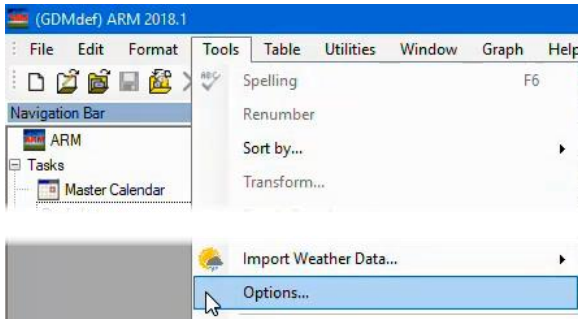 (GDMdef) ARM 2018.1
File Edit Format Tools Table Utilities Window Graph Help
ABC Spelling F6
Navigation Bar
Renumber
ARM
Sort by...
Tasks
Master Calendar
Transform...
Import Weather Data...
Options...